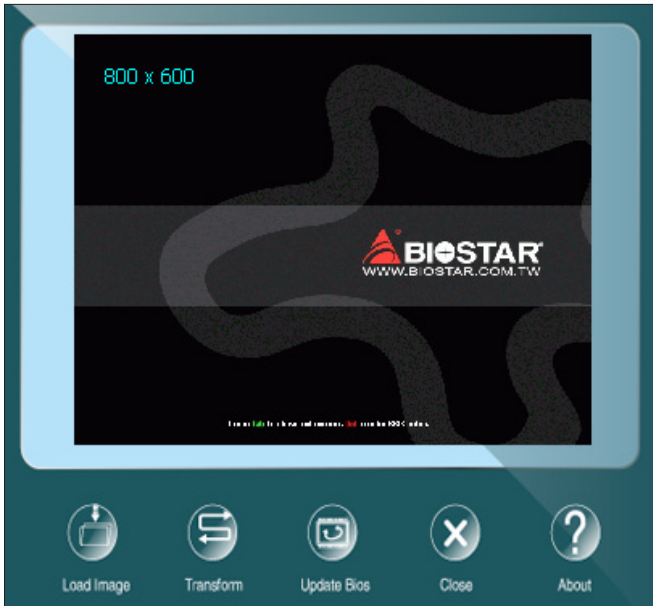 800 x 600
BIOSTAR
WWW.BIOSTAR.COM.TW
Load Image
Transform
Update Bios
Close
About